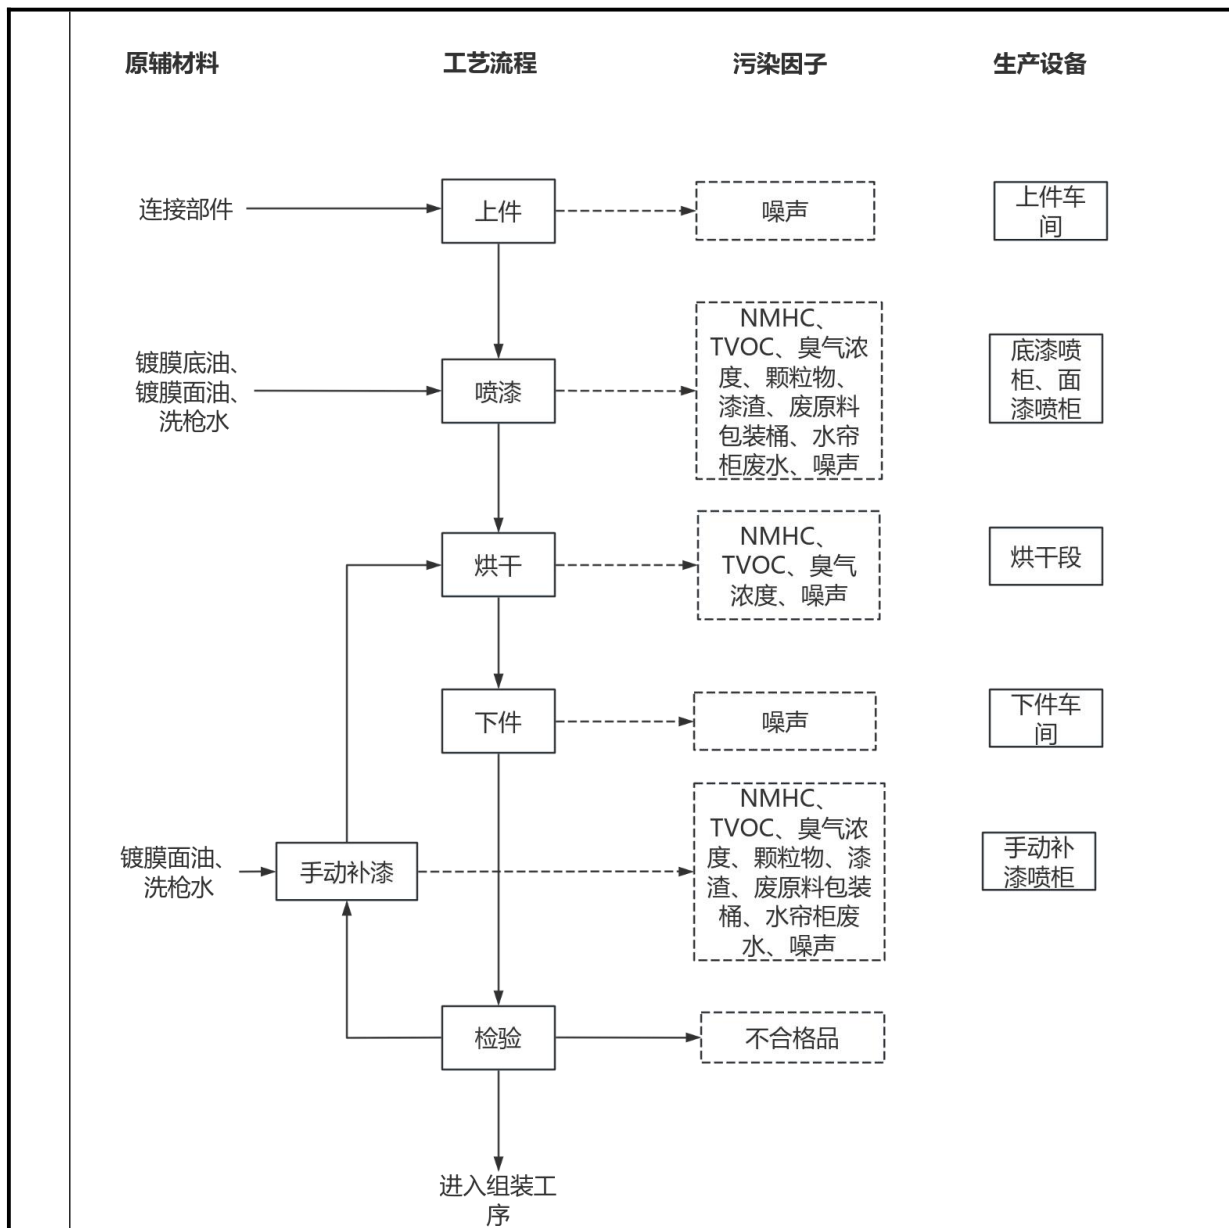 原辅材料 工艺流程 污染因子 生产设备
连接部件
上件
噪声
上件车
间
镀膜底油、
镀膜面油、
洗枪水
喷漆
NMHC、
TVOC、臭气浓
度、颗粒物、
漆渣、废原料
包装桶、水帘
柜废水、噪声
底漆喷
柜、面
漆喷柜
烘干
NMHC、
TVOC、臭气
浓度、噪声
烘干段
下件
噪声
下件车
间
镀膜面油、
洗枪水
手动补漆
NMHC、
TVOC、臭气浓
度、颗粒物、漆
渣、废原料包装
桶、水帘柜废
水、噪声
手动补
漆喷柜
检验
不合格品
进入组装工
序